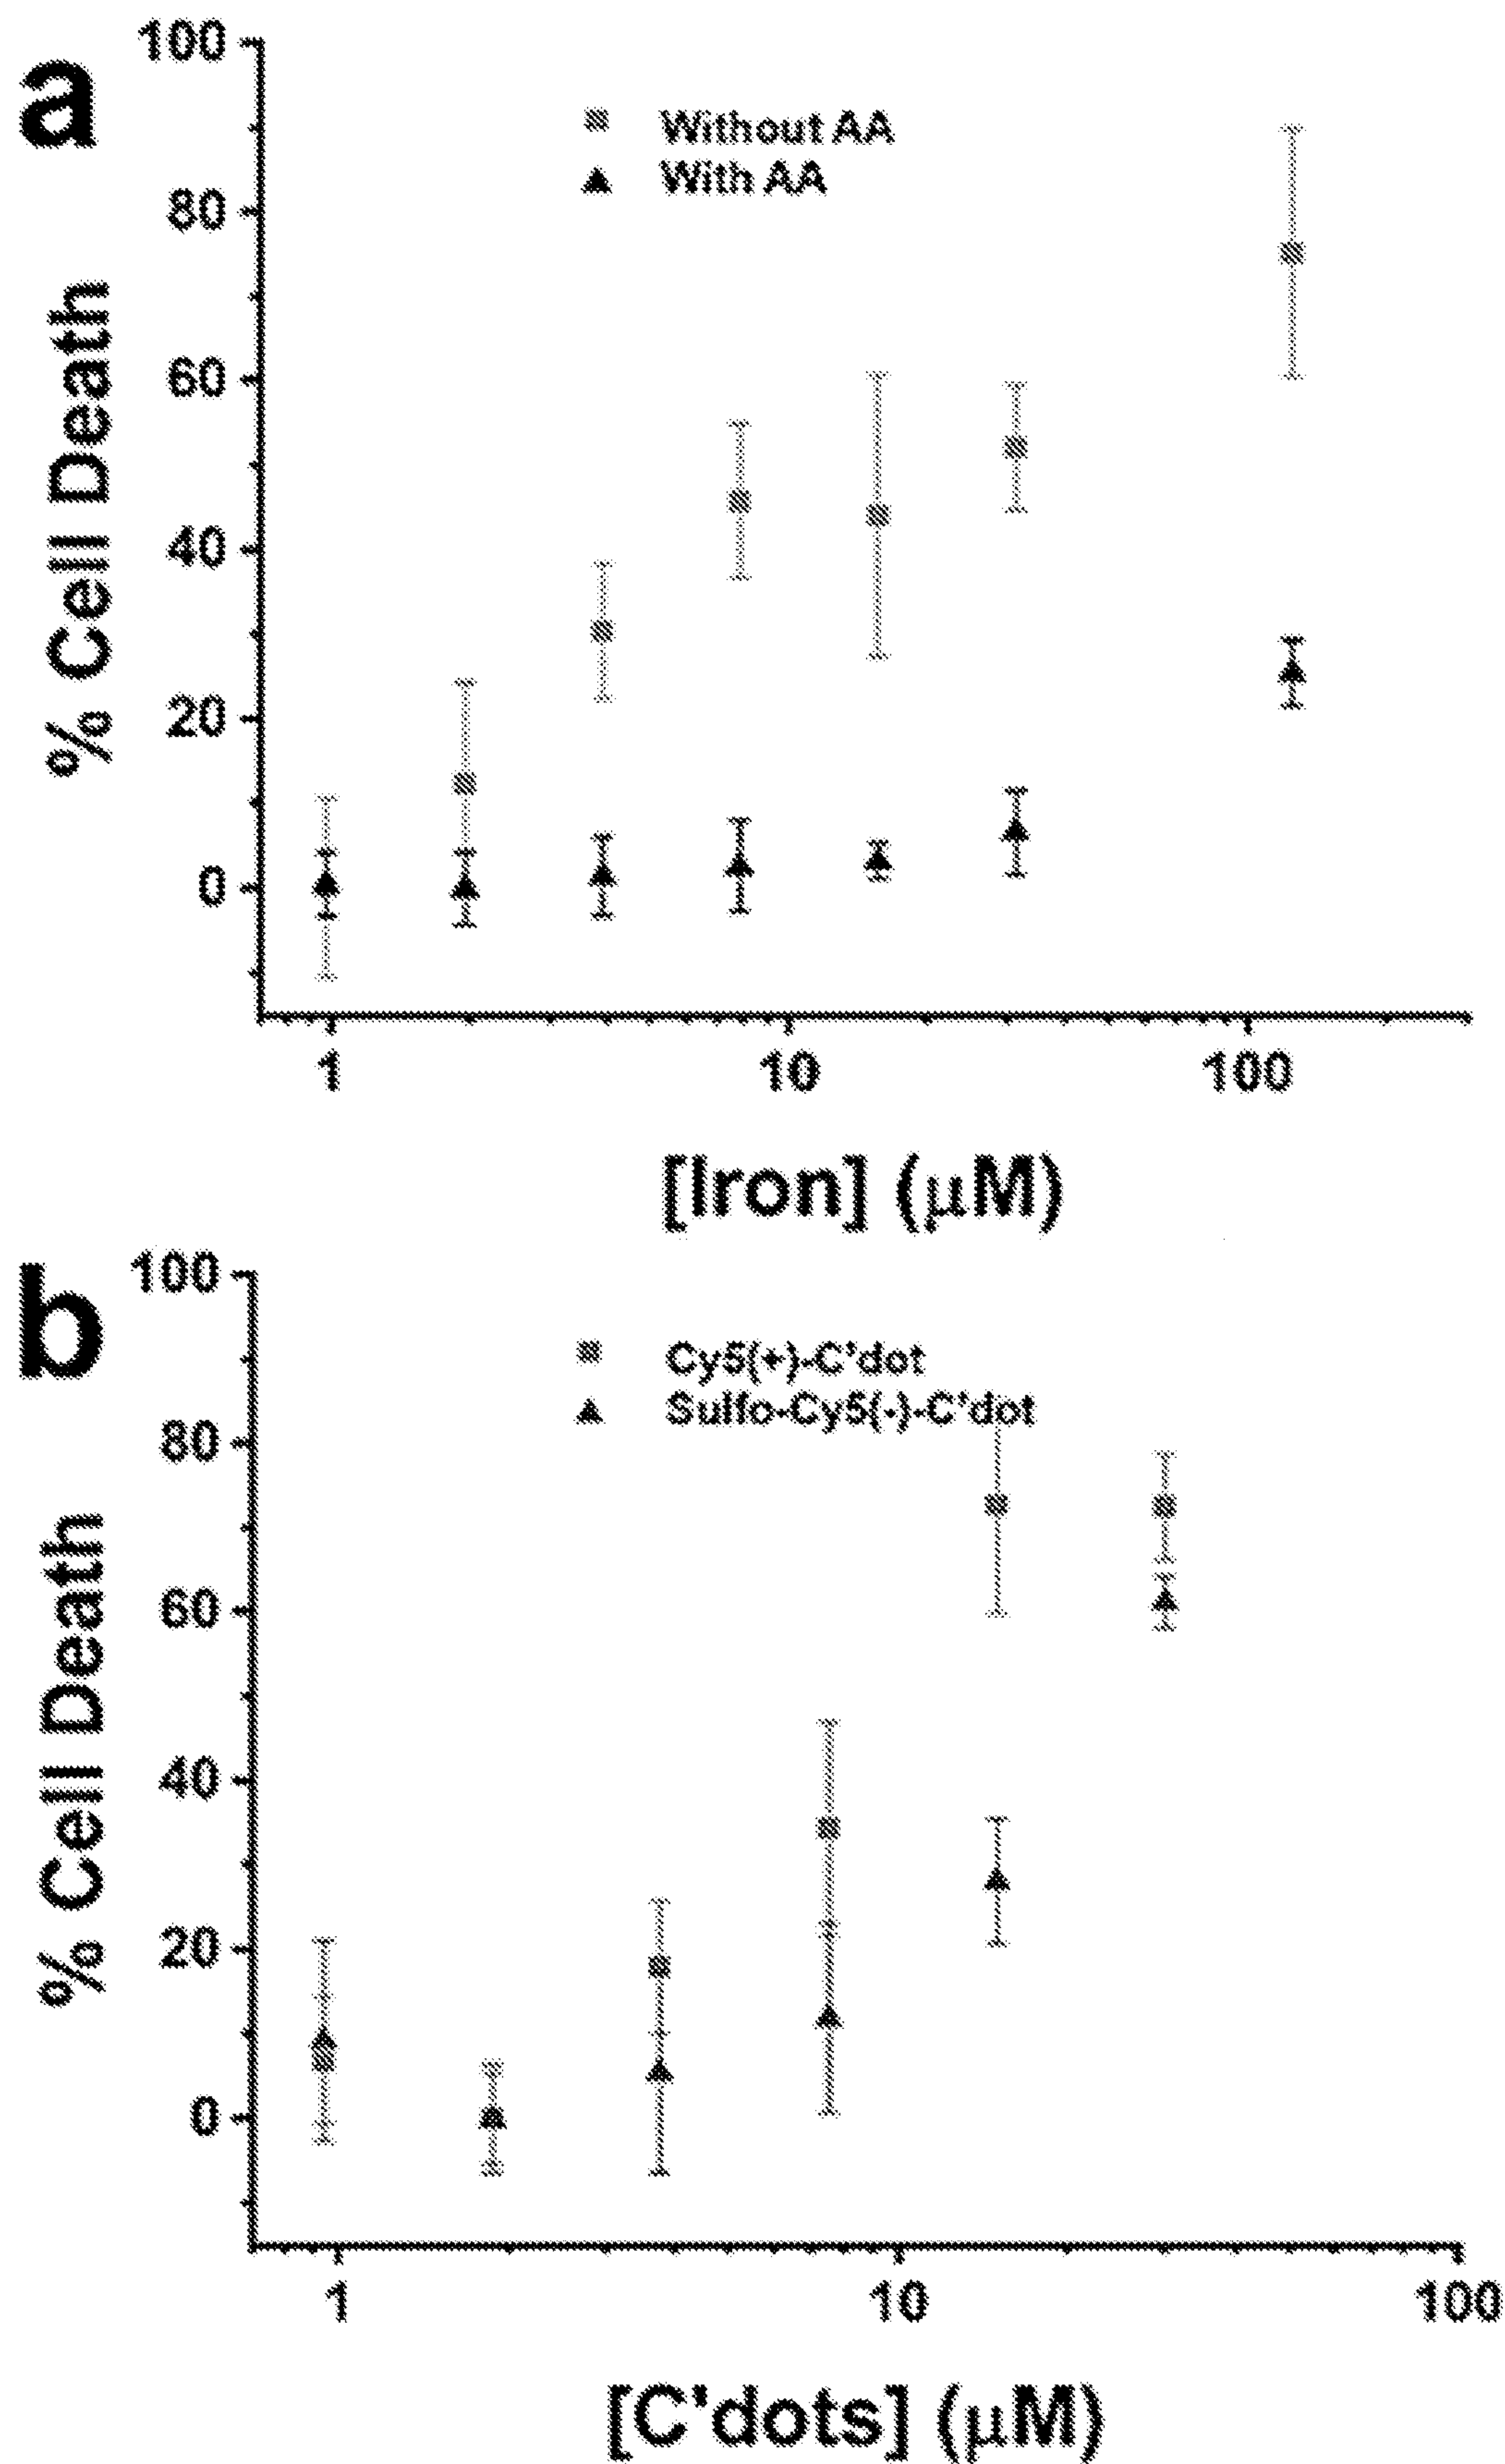 a
100
80
60
40
20
0
% Cell Death
Without AA
With AA
1 10 100
[Iron] (μM)
b
100
80
60
40
20
0
% Cell Death
Cy5(+)-C'dot
Sulfo-Cy5(-)-C'dot
1 10 100
[C'dots] (μM)